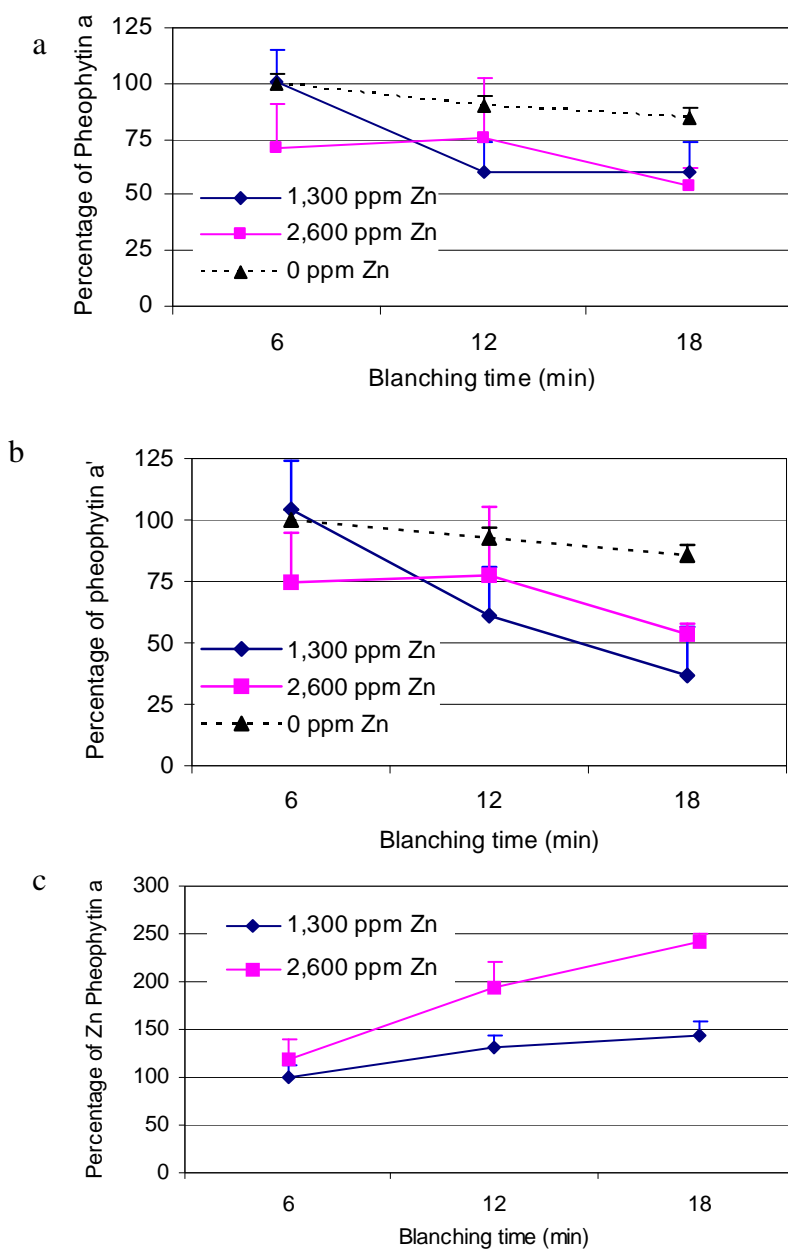 a
Percentage of Pheophytin a
125
100
75
50
25
0
1,300 ppm Zn
2,600 ppm Zn
0 ppm Zn
6 12 18
Blanching time (min)
b
Percentage of pheophytin a'
125
100
75
50
25
0
1,300 ppm Zn
2,600 ppm Zn
0 ppm Zn
6 12 18
Blanching time (min)
c
Percentage of Zn Pheophytin a
300
250
200
150
100
50
0
1,300 ppm Zn
2,600 ppm Zn
6 12 18
Blanching time (min)